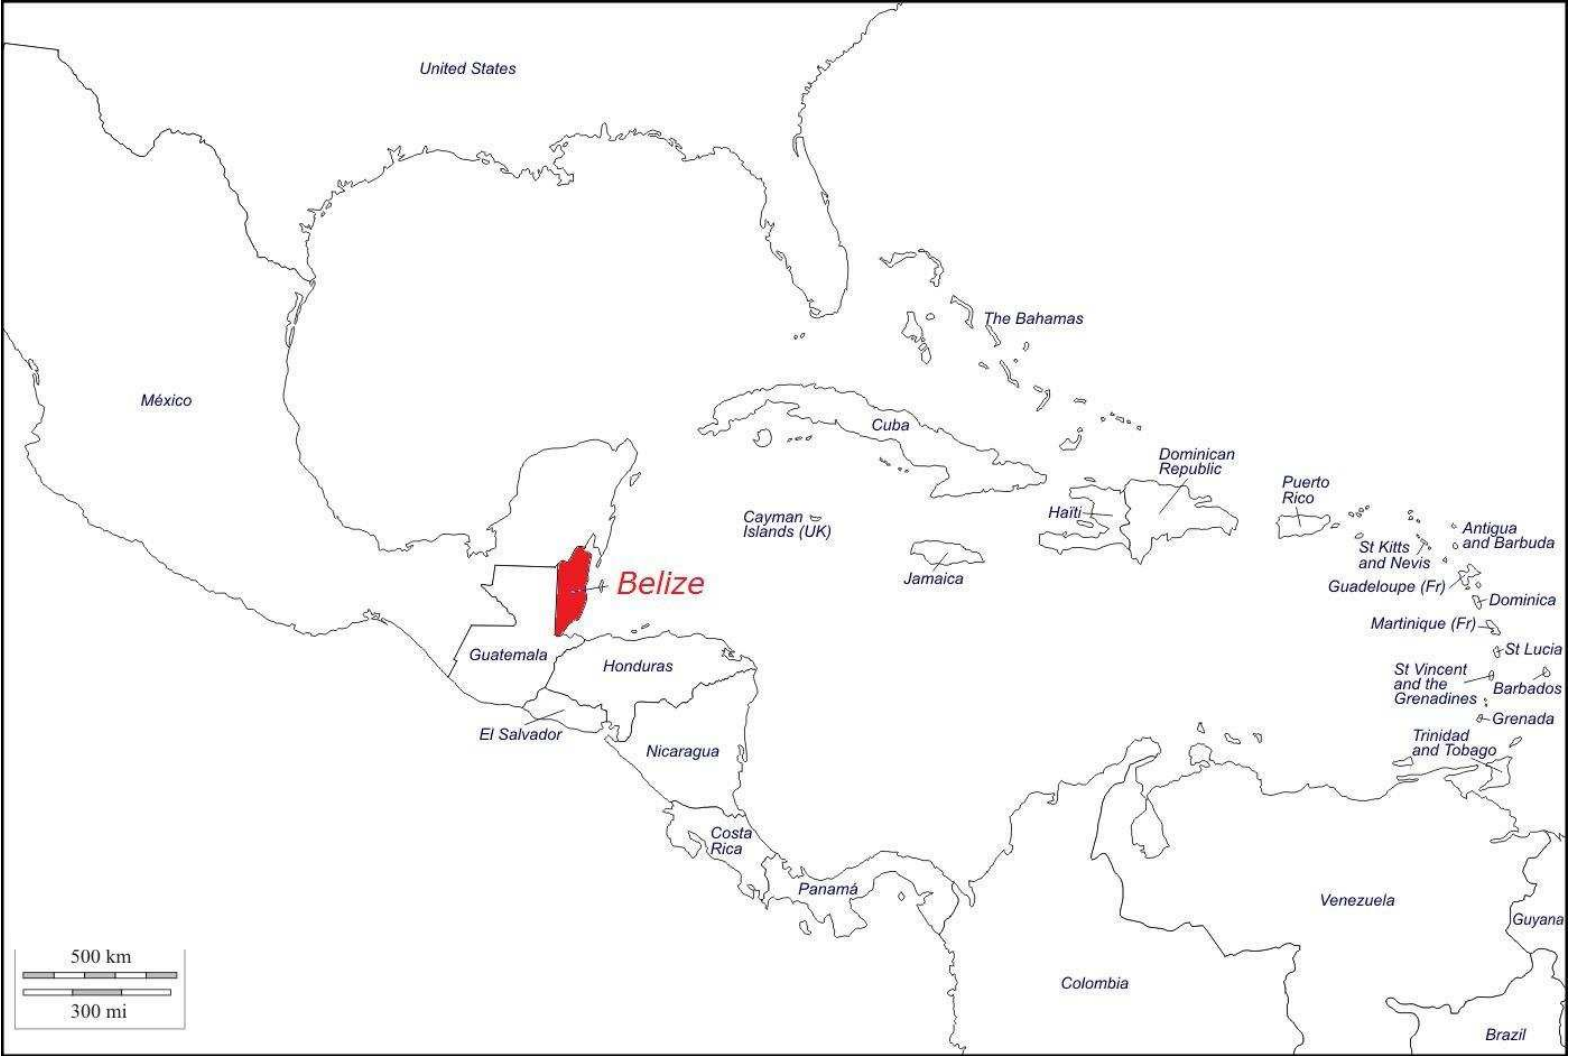 United States
The Bahamas
México
Cuba
Dominican
Republic
Puerto
Rico
Haïti
Cayman
Islands (UK)
Antigua
and Barbuda
St Kitts
and Nevis
Jamaica
Belize
Guadeloupe (Fr)
Dominica
Martinique (Fr)
St Lucia
Guatemala
Honduras
St Vincent
and the
Grenadines
Barbados
Grenada
El Salvador
Nicaragua
Trinidad
and Tobago
Costa
Rica
Panamá
Venezuela
Guyana
Colombia
Brazil
500 km
300 mi